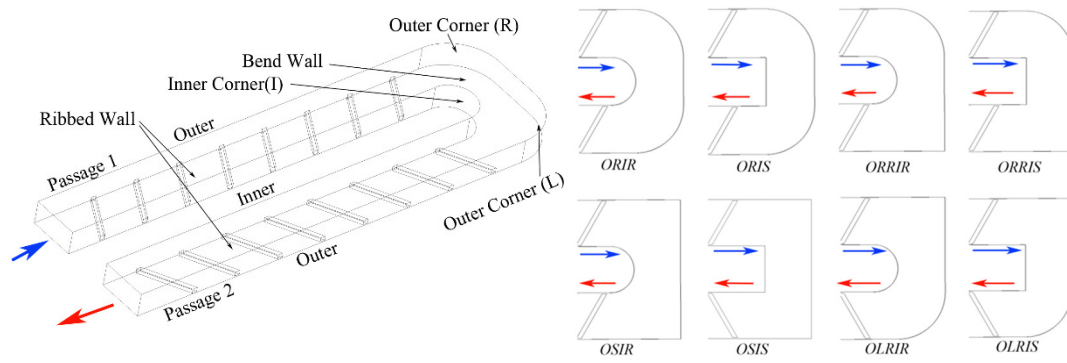 Outer Corner (R)
Bend Wall
Inner Corner(I)
Ribbed Wall
Outer
Passage 1
Inner
Outer Corner (L)
Outer
Passage 2
ORIR
ORIS
ORRIR
ORRIS
OSIR
OSIS
OLRIR
OLRIS